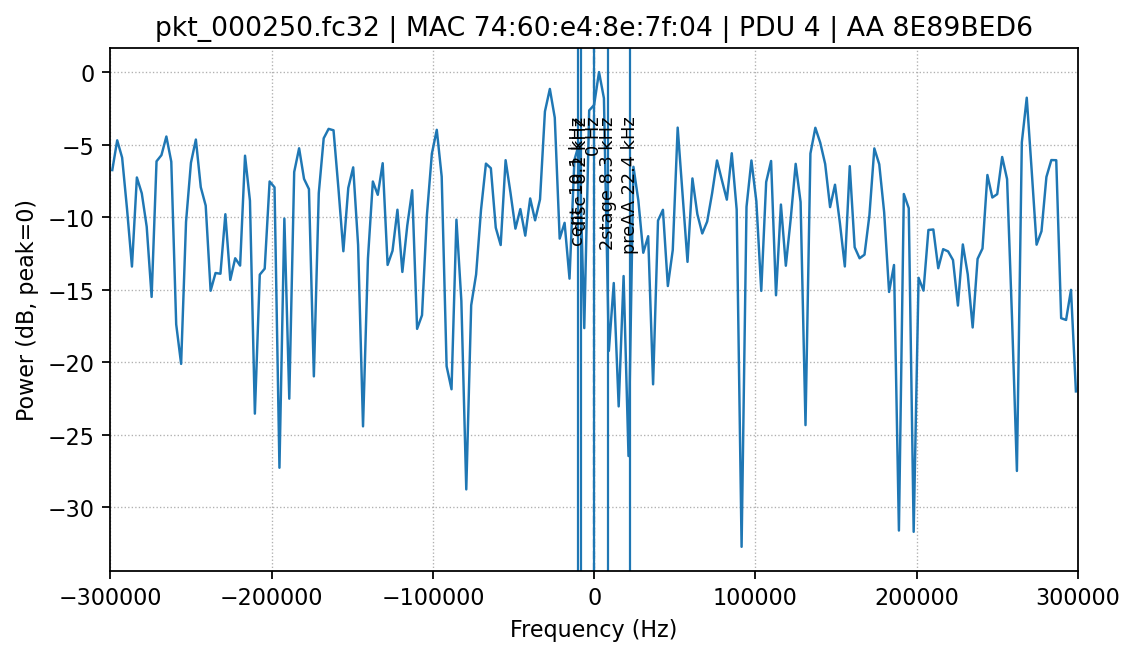 pkt_000250.fc32 | MAC 74:60:e4:8e:7f:04 | PDU 4 | AA 8E89BED6
Power (dB, peak=0)
0
−5
−10
−15
−20
−25
−30
0 Hz
2stage 8.3 kHz
preAA 22.4 kHz
−300000
−200000
−100000
0
100000
200000
300000
Frequency (Hz)